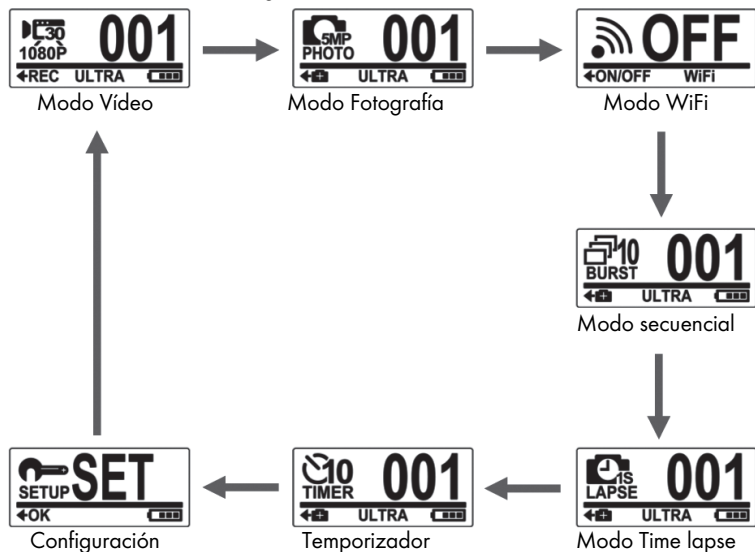 30
1080P
001
REC ULTRA
Modo Vídeo
5MP
PHOTO
001
ULTRA
Modo Fotografía
OFF
ON/OFF WiFi
Modo WiFi
10
BURST
001
ULTRA
Modo secuencial
1S
LAPSE
001
ULTRA
Modo Time lapse
10
TIMER
001
ULTRA
Temporizador
SETUP
SET
OK
Configuración